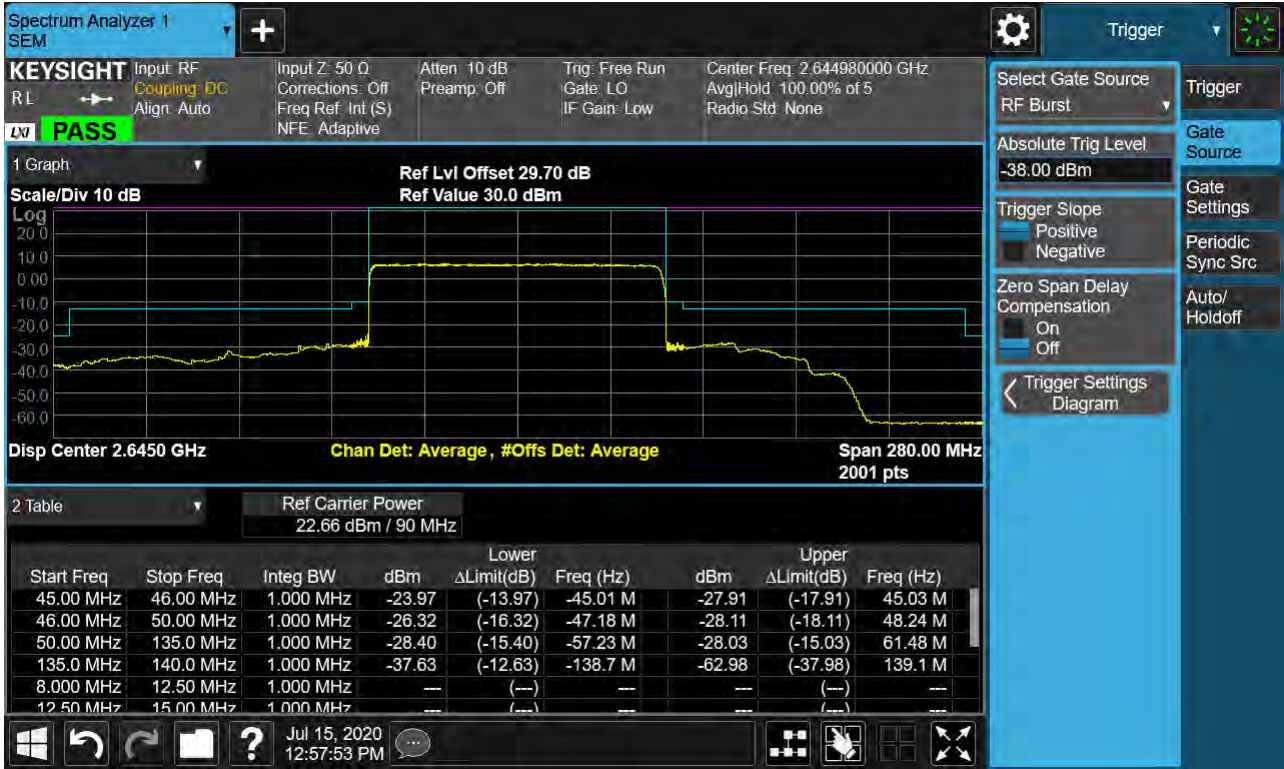 Spectrum Analyzer 1
SEM
Trigger
KEYSIGHT
RL
LXI
PASS
Input: RF
Coupling: DC
Align: Auto
Input Z: 50 Ω
Corrections: Off
Freq Ref: Int (S)
NFE: Adaptive
Atten: 10 dB
Preamp: Off
Trig: Free Run
Gate: LO
IF Gain: Low
Center Freq: 2.644980000 GHz
Avg|Hold: 100.00% of 5
Radio Std: None
1 Graph
Scale/Div 10 dB
Ref Lvl Offset 29.70 dB
Ref Value 30.0 dBm
Log
20.0
10.0
0.00
-10.0
-20.0
-30.0
-40.0
-50.0
-60.0
Disp Center 2.6450 GHz
Chan Det: Average, #Offs Det: Average
Span 280.00 MHz
2001 pts
2 Table
Ref Carrier Power
22.66 dBm / 90 MHz
Lower Upper
Start Freq Stop Freq Integ BW dBm ΔLimit(dB) Freq (Hz) dBm ΔLimit(dB) Freq (Hz)
45.00 MHz 46.00 MHz 1.000 MHz -23.97 (-13.97) -45.01 M -27.91 (-17.91) 45.03 M
46.00 MHz 50.00 MHz 1.000 MHz -26.32 (-16.32) -47.18 M -28.11 (-18.11) 48.24 M
50.00 MHz 135.0 MHz 1.000 MHz -28.40 (-15.40) -57.23 M -28.03 (-15.03) 61.48 M
135.0 MHz 140.0 MHz 1.000 MHz -37.63 (-12.63) -138.7 M -62.98 (-37.98) 139.1 M
8.000 MHz 12.50 MHz 1.000 MHz --- (---) --- --- (---) ---
12.50 MHz 15.00 MHz 1.000 MHz --- (---) --- --- (---) ---
?
Jul 15, 2020
12:57:53 PM
Select Gate Source
RF Burst
Absolute Trig Level
-38.00 dBm
Trigger Slope
Positive
Negative
Zero Span Delay
Compensation
On
Off
Trigger Settings
Diagram
Trigger
Gate
Source
Gate
Settings
Periodic
Sync Src
Auto/
Holdoff